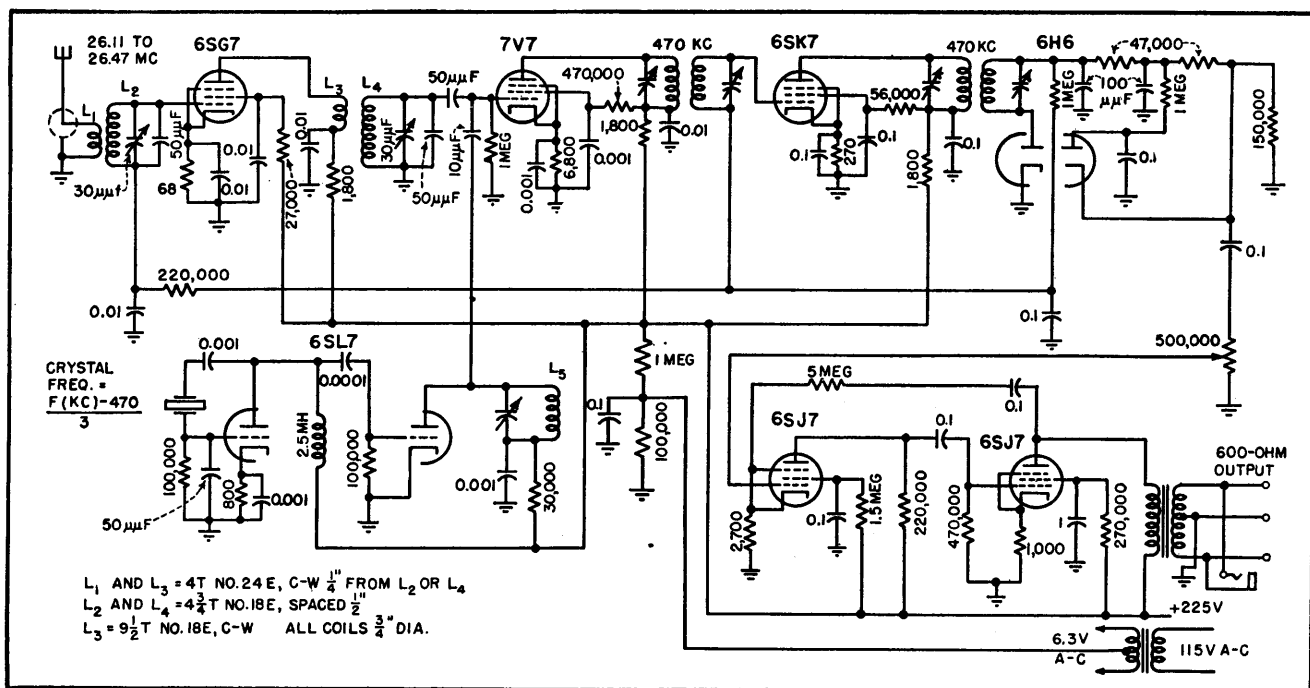 26.11 TO
26.47 MC
6SG7
7V7
470 KC
6SK7
470 KC
6H6
47,000
L1
L2
30μμf
50μμF
68
0.01
0.01
27,000
0.01
L3
1,800
L4
30μμF
50μμF
50μμF
10μμF
1MEG
0.001
6,800
470,000
1,800
0.001
0.01
0.1
270
56,000
0.1
1,800
0.1
1MEG
100
μμF
1 MEG
0.1
150,000
0.1
220,000
0.01
0.1
500,000
CRYSTAL
FREQ. =
F(KC)-470
3
0.001
6SL7
0.0001
100,000
50μμF
800
0.001
2.5MH
100,000
L5
0.001
30,000
1 MEG
0.1
100,000
5 MEG
0.1
6SJ7
0.1
6SJ7
2,700
0.1
1.5MEG
220,000
470,000
1,000
1
270,000
600-OHM
OUTPUT
+225V
6.3V
A-C
115V A-C
L1 AND L3 = 4T NO.24E, C-W 1/4" FROM L2 OR L4
L2 AND L4 = 4 3/4 T NO.18E, SPACED 1/2"
L3 = 9 1/2 T NO.18E, C-W ALL COILS 3/4" DIA.